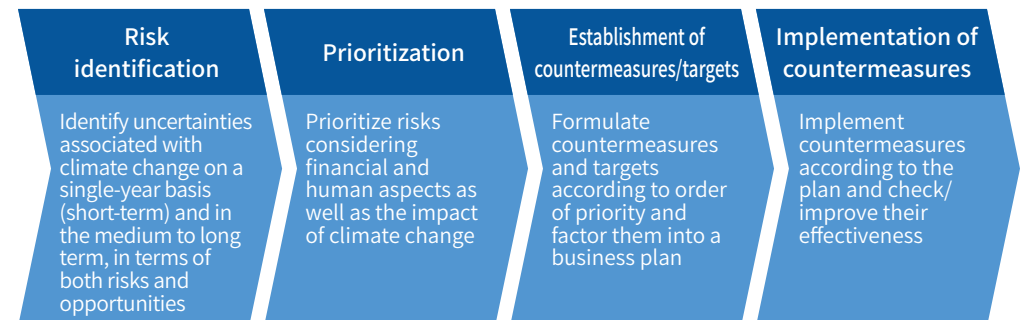 Risk
identification
Identify uncertainties
associated with
climate change on a
single-year basis
(short-term) and in
the medium to long
term, in terms of
both risks and
opportunities
Prioritization
Prioritize risks
considering
financial and
human aspects as
well as the impact
of climate change
Establishment of
countermeasures/targets
Formulate
countermeasures
and targets
according to order
of priority and
factor them into a
business plan
Implementation of
countermeasures
Implement
countermeasures
according to the
plan and check/
improve their
effectiveness